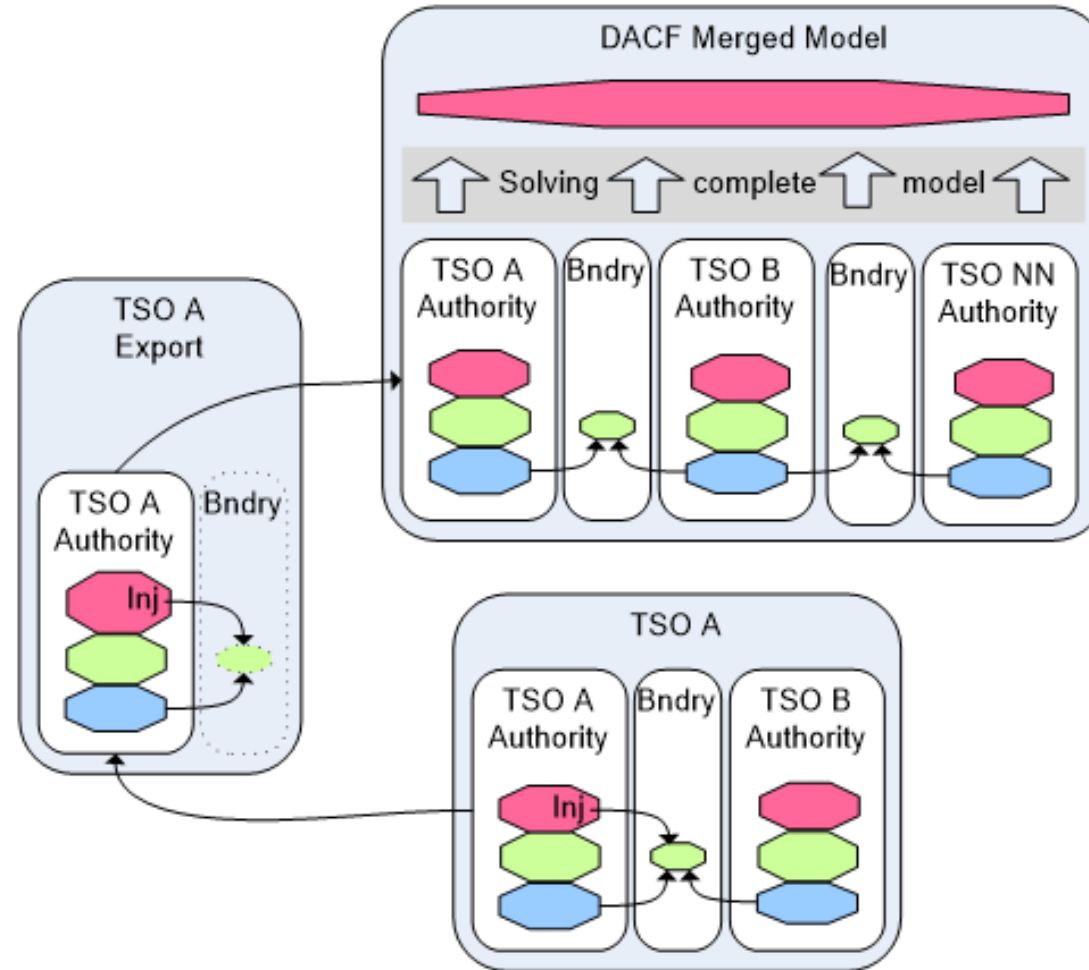 DACF Merged Model
Solving complete model
TSO A
Authority
Bndry
TSO B
Authority
Bndry
TSO NN
Authority
TSO A
Export
TSO A
Authority
Bndry
Inj
TSO A
TSO A
Authority
Bndry
TSO B
Authority
Inj